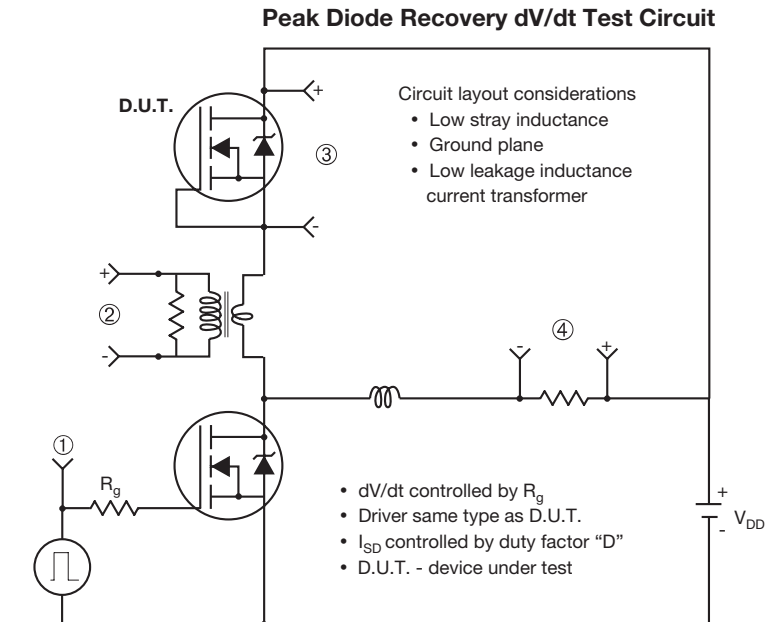 Peak Diode Recovery dV/dt Test Circuit
D.U.T.
+
Circuit layout considerations
• Low stray inductance
• Ground plane
• Low leakage inductance
current transformer
③
-
+
②
-
④
-
+
①
Rg
• dV/dt controlled by Rg
• Driver same type as D.U.T.
• ISD controlled by duty factor “D”
• D.U.T. - device under test
+
VDD
-